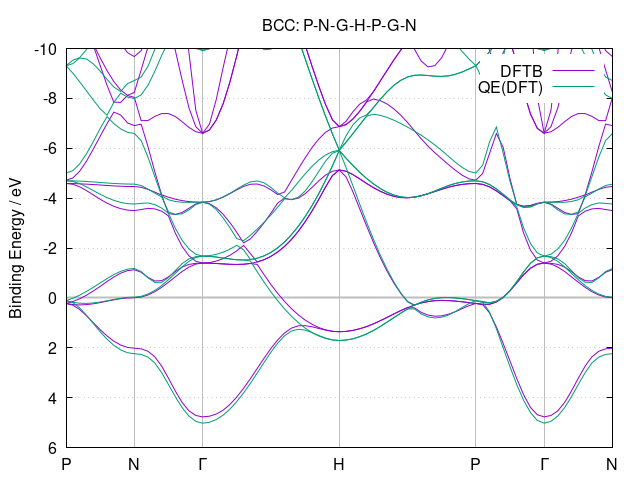 BCC: P-N-G-H-P-G-N
-10
DFTB
QE(DFT)
-8
-6
-4
-2
0
2
4
6
Binding Energy / eV
P N Γ H P Γ N